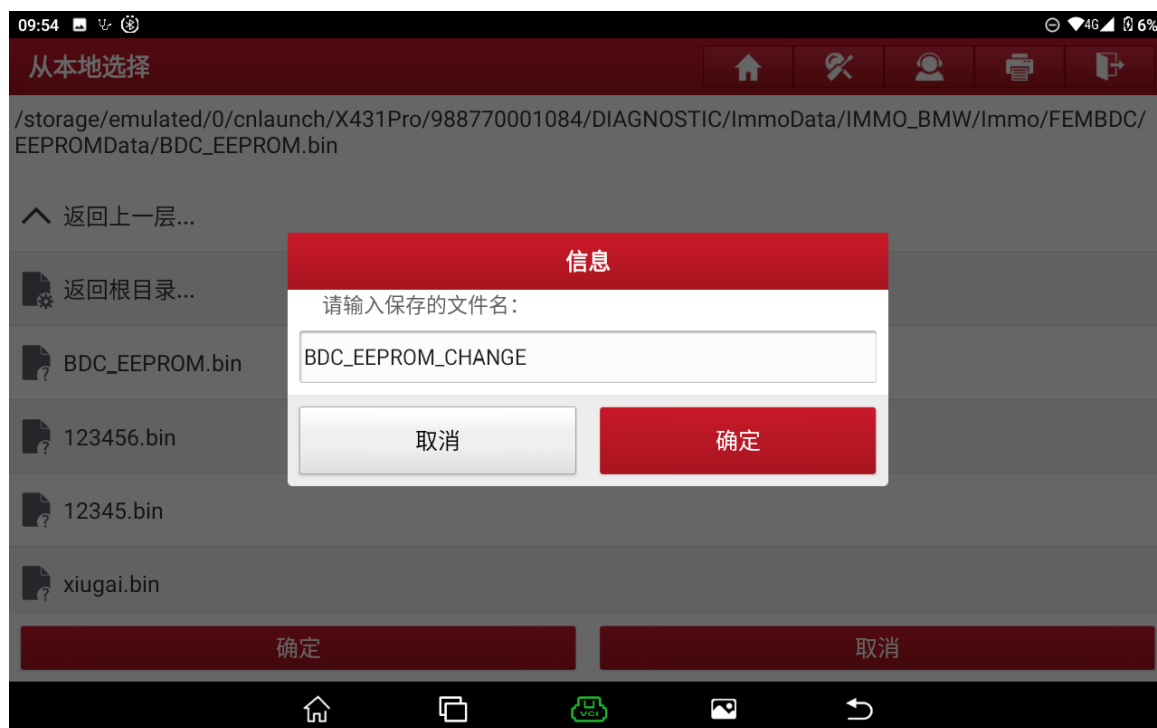 09:54
4G
6%
从本地选择
/storage/emulated/0/cnlaunch/X431Pro/988770001084/DIAGNOSTIC/ImmoData/IMMO_BMW/Immo/FEMBDC/
EEPROMData/BDC_EEPROM.bin
返回上一层...
返回根目录...
BDC_EEPROM.bin
123456.bin
12345.bin
xiugai.bin
信息
请输入保存的文件名:
BDC_EEPROM_CHANGE
取消
确定
确定
取消
VCI